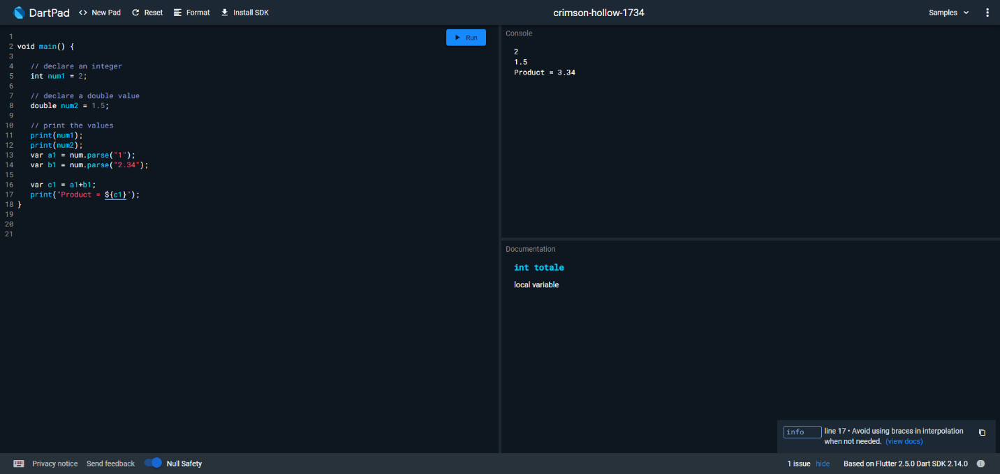 DartPad <> New Pad Reset Format Install SDK crimson-hollow-1734 Samples
1
2 void main() {
3
4 // declare an integer
5 int num1 = 2;
6
7 // declare a double value
8 double num2 = 1.5;
9
10 // print the values
11 print(num1);
12 print(num2);
13 var a1 = num.parse("1");
14 var b1 = num.parse("2.34");
15
16 var c1 = a1+b1;
17 print("Product = ${c1}");
18 }
19
20
21
Run
Console
2
1.5
Product = 3.34
Documentation
int totale
local variable
info line 17 • Avoid using braces in interpolation
when not needed. (view docs)
Privacy notice Send feedback Null Safety 1 issue hide Based on Flutter 2.5.0 Dart SDK 2.14.0